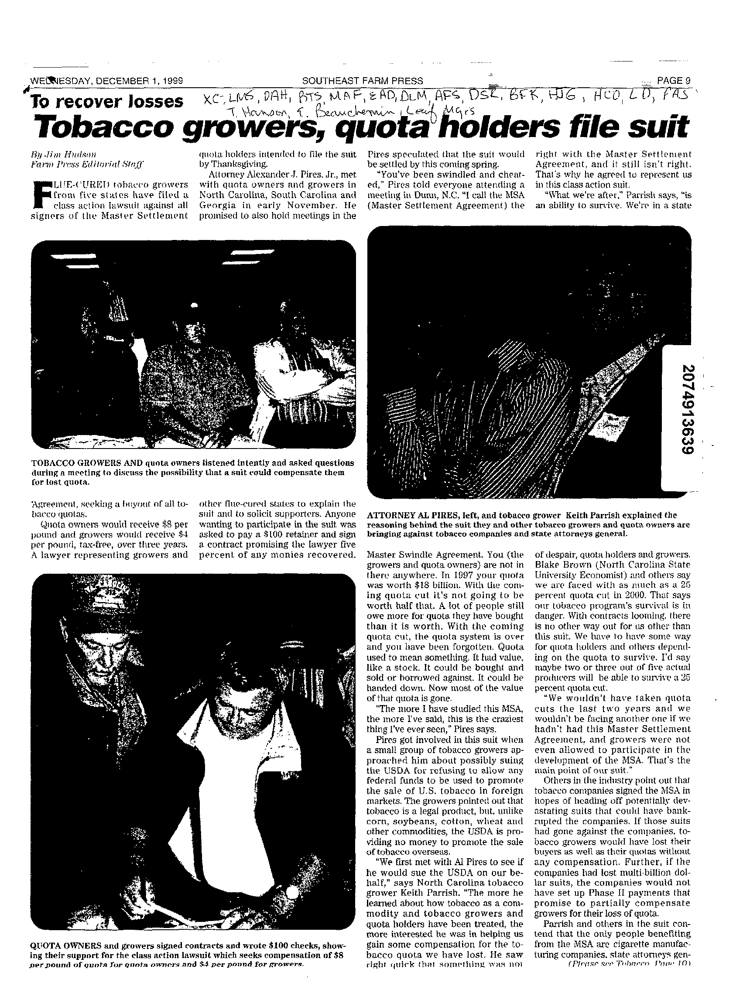 WEDNESDAY, DECEMBER 1, 1999
SOUTHEAST FARM PRESS
PAGE 9
To recover losses
XC-LMS, DAH, RTS, MAF, EAD, DLM, AFS, DSL, BFK, HJG, HCO, LD, PAS
T. Hanson, E. Beauchemin, Leaf Mgrs
Tobacco growers, quota holders file suit
By Jim Hudson
Farm Press Editorial Staff
FLUE-CURED tobacco growers
from five states have filed a
class action lawsuit against all
signers of the Master Settlement
quota holders intended to file the suit
by Thanksgiving.
Attorney Alexander J. Pires, Jr., met
with quota owners and growers in
North Carolina, South Carolina and
Georgia in early November. He
promised to also hold meetings in the
Pires speculated that the suit would
be settled by this coming spring.
"You've been swindled and cheat-
ed," Pires told everyone attending a
meeting in Dunn, N.C. "I call the MSA
(Master Settlement Agreement) the
right with the Master Settlement
Agreement, and it still isn't right.
That's why he agreed to represent us
in this class action suit.
"What we're after," Parrish says, "is
an ability to survive. We're in a state
TOBACCO GROWERS AND quota owners listened intently and asked questions
during a meeting to discuss the possibility that a suit could compensate them
for lost quota.
Agreement, seeking a buyout of all to-
bacco quotas.
Quota owners would receive $8 per
pound and growers would receive $4
per pound, tax-free, over three years.
A lawyer representing growers and
other flue-cured states to explain the
suit and to solicit supporters. Anyone
wanting to participate in the suit was
asked to pay a $100 retainer and sign
a contract promising the lawyer five
percent of any monies recovered.
2074913639
ATTORNEY AL PIRES, left, and tobacco grower Keith Parrish explained the
reasoning behind the suit they and other tobacco growers and quota owners are
bringing against tobacco companies and state attorneys general.
QUOTA OWNERS and growers signed contracts and wrote $100 checks, show-
ing their support for the class action lawsuit which seeks compensation of $8
per pound of quota for quota owners and $4 per pound for growers.
Master Swindle Agreement. You (the
growers and quota owners) are not in
there anywhere. In 1997 your quota
was worth $18 billion. With the com-
ing quota cut it's not going to be
worth half that. A lot of people still
owe more for quota they have bought
than it is worth. With the coming
quota cut, the quota system is over
and you have been forgotten. Quota
used to mean something. It had value,
like a stock. It could be bought and
sold or borrowed against. It could be
handed down. Now most of the value
of that quota is gone.
"The more I have studied this MSA,
the more I've said, this is the craziest
thing I've ever seen," Pires says.
Pires got involved in this suit when
a small group of tobacco growers ap-
proached him about possibly suing
the USDA for refusing to allow any
federal funds to be used to promote
the sale of U.S. tobacco in foreign
markets. The growers pointed out that
tobacco is a legal product, but, unlike
corn, soybeans, cotton, wheat and
other commodities, the USDA is pro-
viding no money to promote the sale
of tobacco overseas.
"We first met with Al Pires to see if
he would sue the USDA on our be-
half," says North Carolina tobacco
grower Keith Parrish. "The more he
learned about how tobacco as a com-
modity and tobacco growers and
quota holders have been treated, the
more interested he was in helping us
gain some compensation for the to-
bacco quota we have lost. He saw
right quick that something was not
of despair, quota holders and growers.
Blake Brown (North Carolina State
University Economist) and others say
we are faced with as much as a 25
percent quota cut in 2000. That says
our tobacco program's survival is in
danger. With contracts looming, there
is no other way out for us other than
this suit. We have to have some way
for quota holders and others depend-
ing on the quota to survive. I'd say
maybe two or three out of five actual
producers will be able to survive a 25
percent quota cut.
"We wouldn't have taken quota
cuts the last two years and we
wouldn't be facing another one if we
hadn't had this Master Settlement
Agreement, and growers were not
even allowed to participate in the
development of the MSA. That's the
main point of our suit."
Others in the industry point out that
tobacco companies signed the MSA in
hopes of heading off potentially dev-
astating suits that could have bank-
rupted the companies. If those suits
had gone against the companies, to-
bacco growers would have lost their
buyers as well as their quotas without
any compensation. Further, if the
companies had lost multi-billion dol-
lar suits, the companies would not
have set up Phase II payments that
promise to partially compensate
growers for their loss of quota.
Parrish and others in the suit con-
tend that the only people benefiting
from the MSA are cigarette manufac-
turing companies, state attorneys gen-
(Please see Tobacco, Page 10)